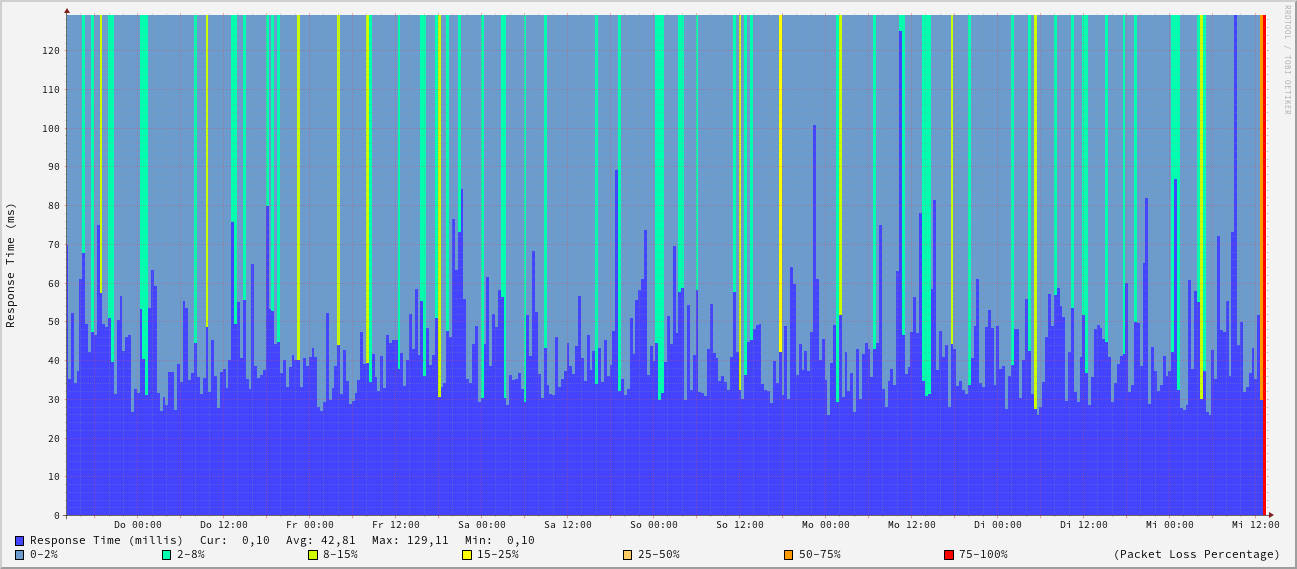 RRDTOOL / TOBI OETIKER
Response Time (ms)
120
110
100
90
80
70
60
50
40
30
20
10
0
Do 00:00 Do 12:00 Fr 00:00 Fr 12:00 Sa 00:00 Sa 12:00 So 00:00 So 12:00 Mo 00:00 Mo 12:00 Di 00:00 Di 12:00 Mi 00:00 Mi 12:00
Response Time (millis) Cur: 0,10 Avg: 42,81 Max: 129,11 Min: 0,10
0-2% 2-8% 8-15% 15-25% 25-50% 50-75% 75-100% (Packet Loss Percentage)